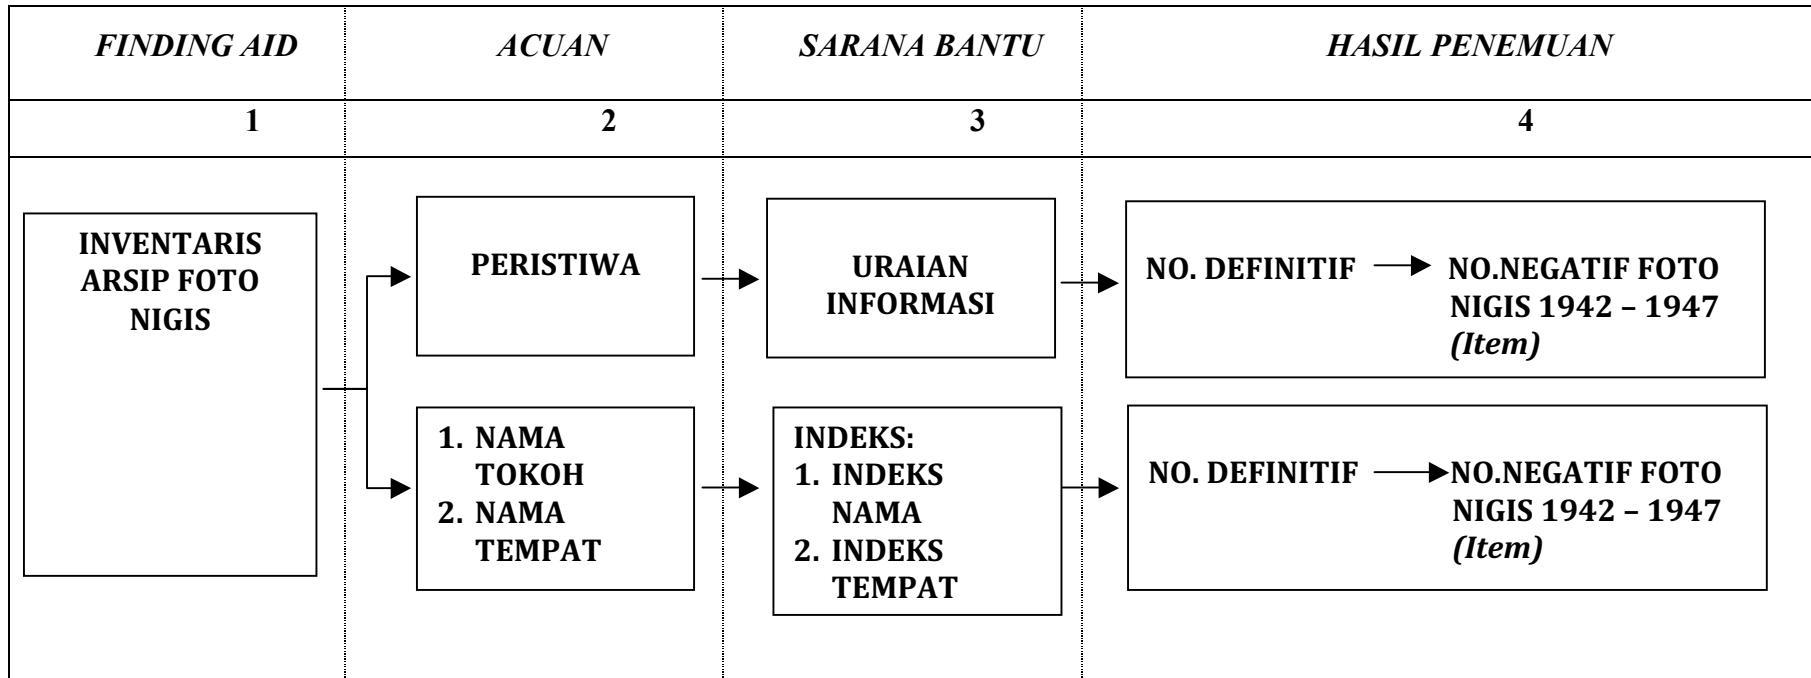 FINDING AID
ACUAN
SARANA BANTU
HASIL PENEMUAN
1
2
3
4
INVENTARIS
ARSIP FOTO
NIGIS
PERISTIWA
URAIAN
INFORMASI
NO. DEFINITIF
NO.NEGATIF FOTO
NIGIS 1942 – 1947
(Item)
1. NAMA
TOKOH
2. NAMA
TEMPAT
INDEKS:
1. INDEKS
NAMA
2. INDEKS
TEMPAT
NO. DEFINITIF
NO.NEGATIF FOTO
NIGIS 1942 – 1947
(Item)